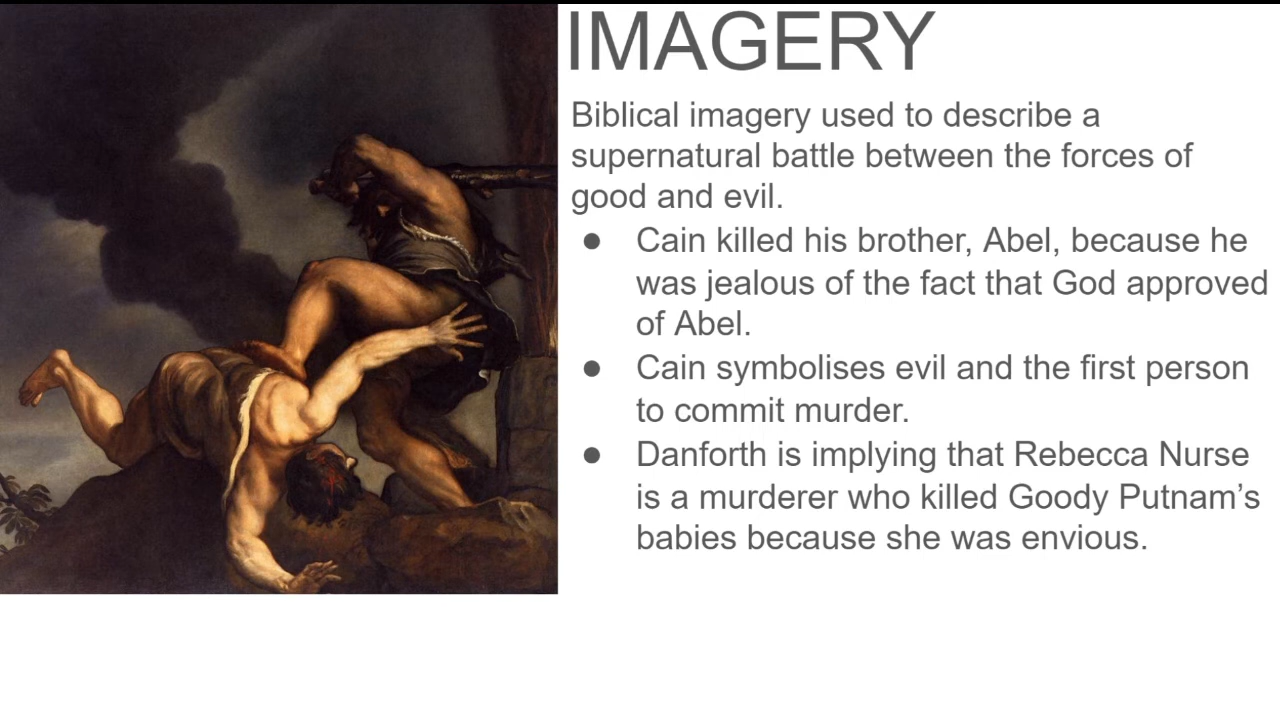 IMAGERY
Biblical imagery used to describe a
supernatural battle between the forces of
good and evil.
● Cain killed his brother, Abel, because he
was jealous of the fact that God approved
of Abel.
● Cain symbolises evil and the first person
to commit murder.
● Danforth is implying that Rebecca Nurse
is a murderer who killed Goody Putnam’s
babies because she was envious.